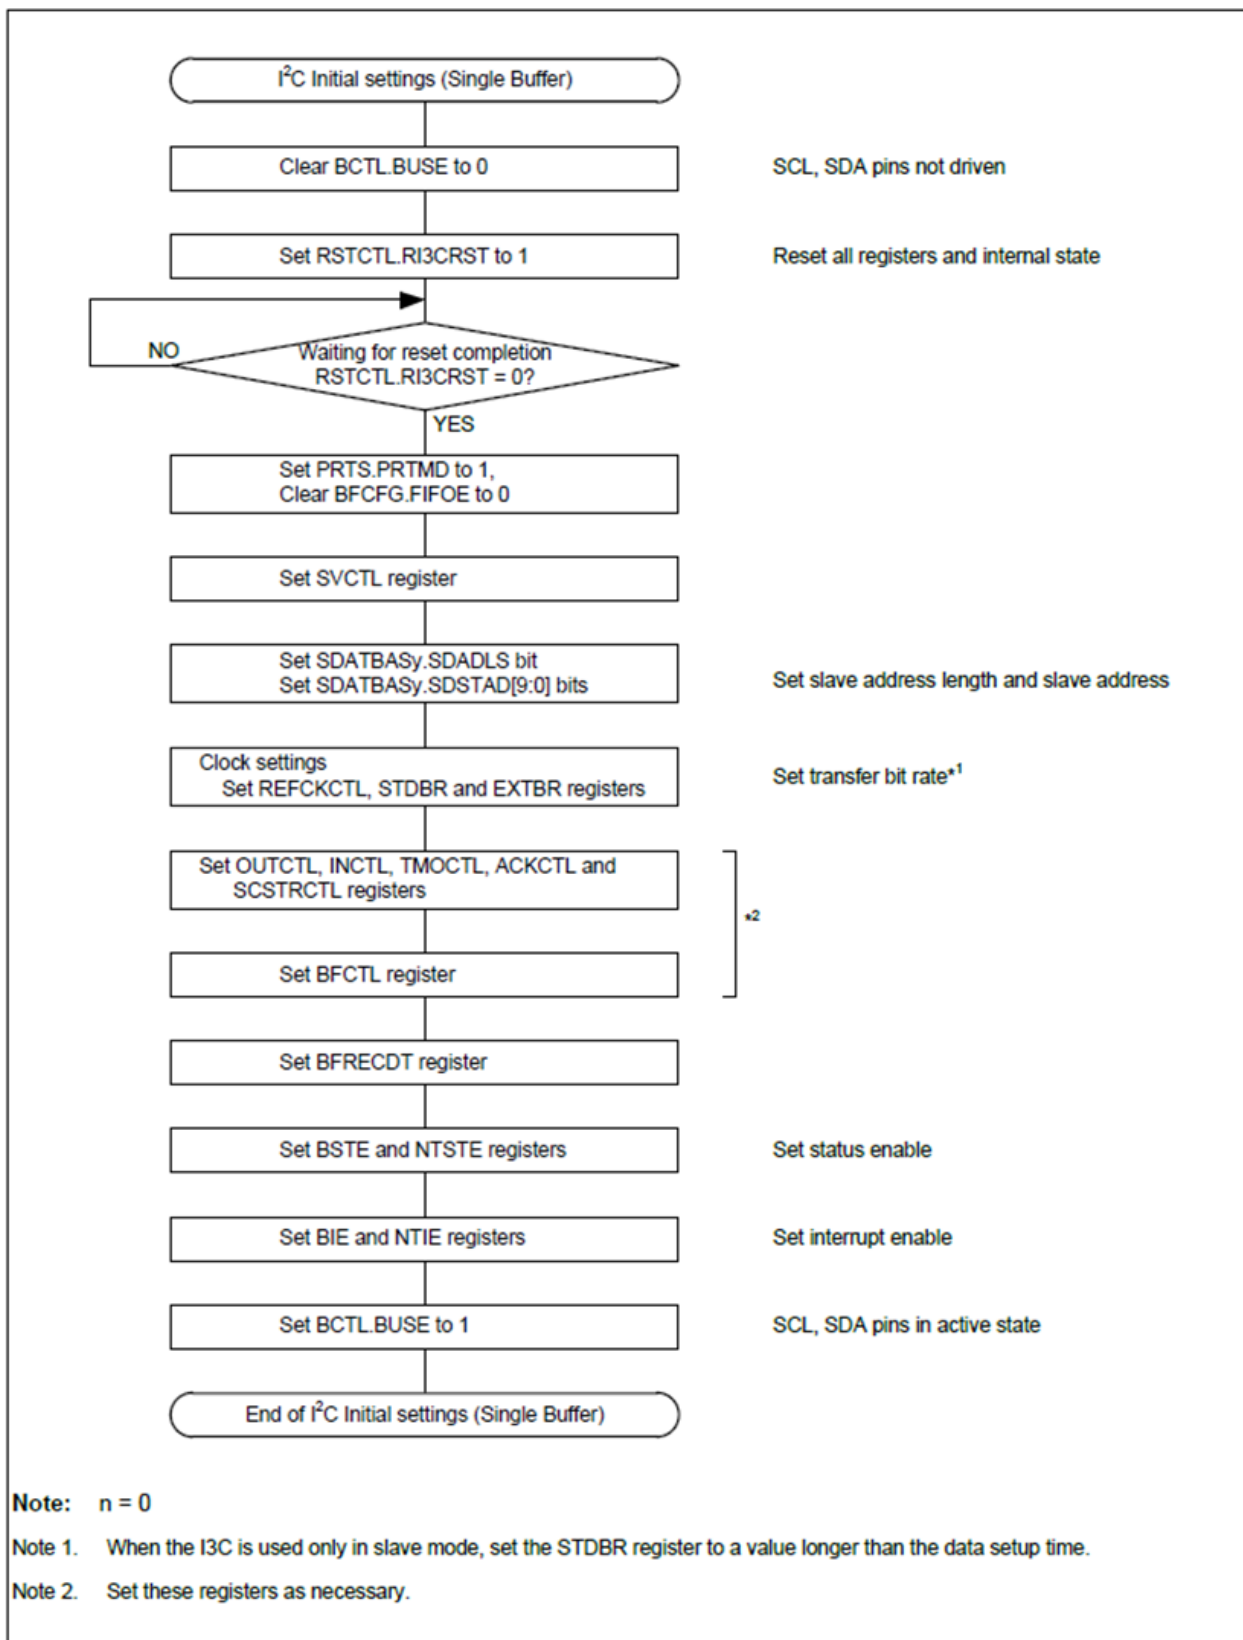 I²C Initial settings (Single Buffer)
Clear BCTL.BUSE to 0
SCL, SDA pins not driven
Set RSTCTL.RI3CRST to 1
Reset all registers and internal state
NO
Waiting for reset completion
RSTCTL.RI3CRST = 0?
YES
Set PRTS.PRTMD to 1,
Clear BFCFG.FIFOE to 0
Set SVCTL register
Set SDATBASy.SDADLS bit
Set SDATBASy.SDSTAD[9:0] bits
Set slave address length and slave address
Clock settings
Set REFCKCTL, STDBR and EXTBR registers
Set transfer bit rate*¹
Set OUTCTL, INCTL, TMOCTL, ACKCTL and
SCSTRCTL registers
*²
Set BFCTL register
Set BFRECDT register
Set BSTE and NTSTE registers
Set status enable
Set BIE and NTIE registers
Set interrupt enable
Set BCTL.BUSE to 1
SCL, SDA pins in active state
End of I²C Initial settings (Single Buffer)
Note: n = 0
Note 1. When the I3C is used only in slave mode, set the STDBR register to a value longer than the data setup time.
Note 2. Set these registers as necessary.